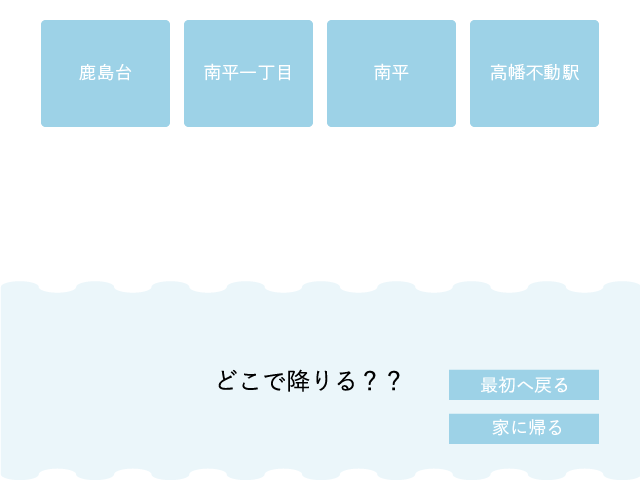 鹿島台
南平一丁目
南平
高幡不動駅
どこで降りる？？
最初へ戻る
家に帰る